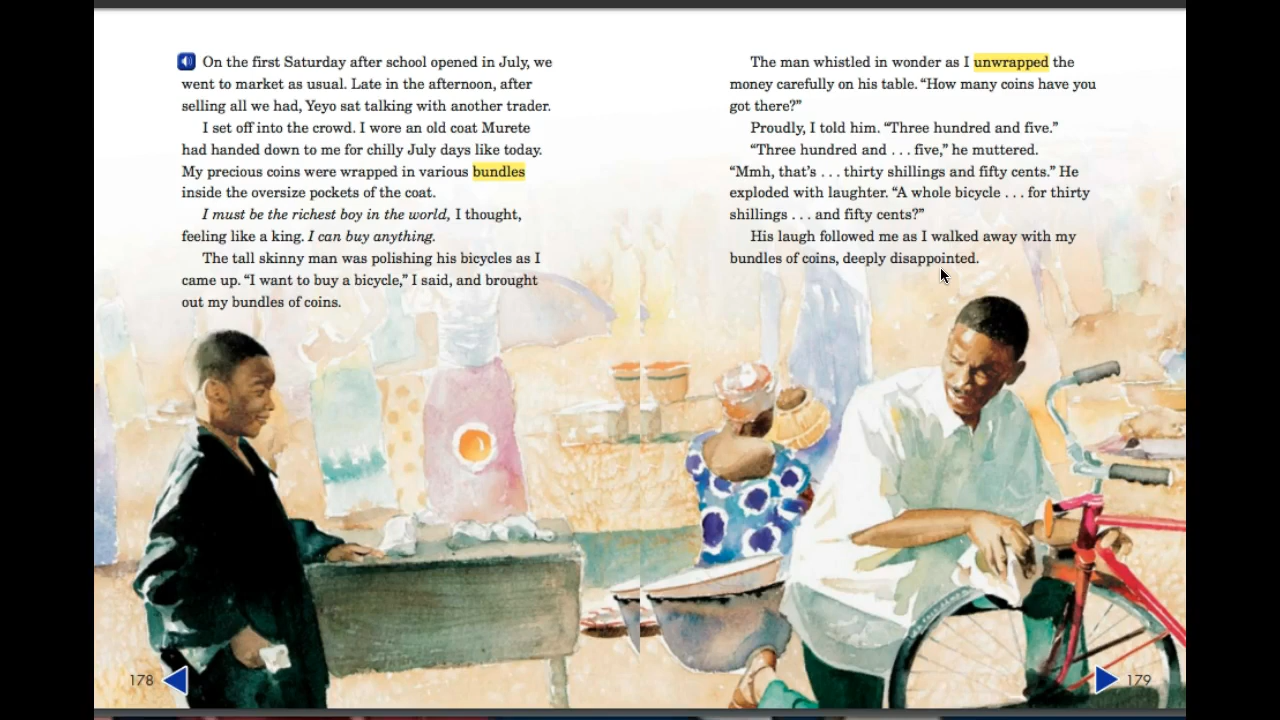 On the first Saturday after school opened in July, we
went to market as usual. Late in the afternoon, after
selling all we had, Yeyo sat talking with another trader.
I set off into the crowd. I wore an old coat Murete
had handed down to me for chilly July days like today.
My precious coins were wrapped in various bundles
inside the oversize pockets of the coat.
I must be the richest boy in the world, I thought,
feeling like a king. I can buy anything.
The tall skinny man was polishing his bicycles as I
came up. “I want to buy a bicycle,” I said, and brought
out my bundles of coins.
178
The man whistled in wonder as I unwrapped the
money carefully on his table. “How many coins have you
got there?”
Proudly, I told him. “Three hundred and five.”
“Three hundred and . . . five,” he muttered.
“Mmh, that’s . . . thirty shillings and fifty cents.” He
exploded with laughter. “A whole bicycle . . . for thirty
shillings . . . and fifty cents?”
His laugh followed me as I walked away with my
bundles of coins, deeply disappointed.
179